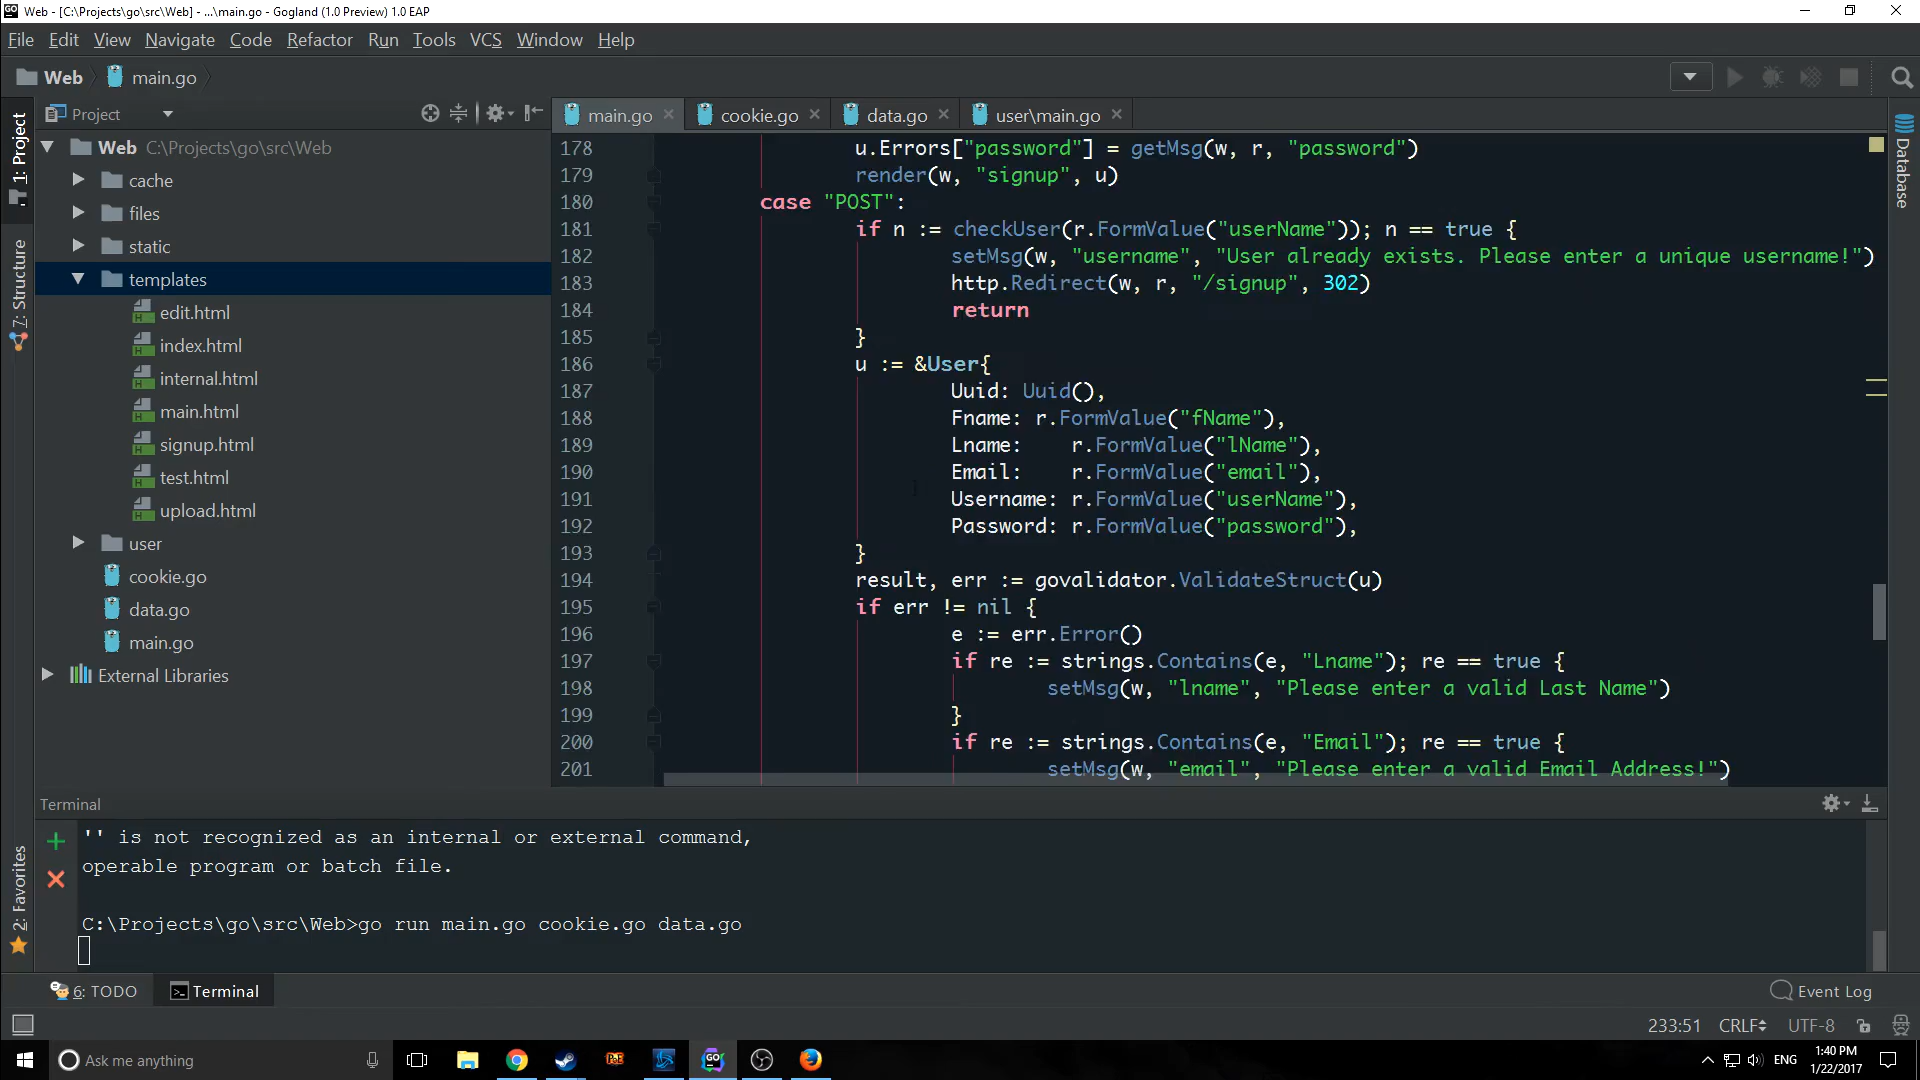 GO Web - [C:\Projects\go\src\Web] - ...\main.go - Gogland (1.0 Preview) 1.0 EAP
File Edit View Navigate Code Refactor Run Tools VCS Window Help
Web main.go
Project
main.go cookie.go data.go user\main.go
1: Project
7: Structure
2: Favorites
Database
Web C:\Projects\go\src\Web
cache
files
static
templates
edit.html
index.html
internal.html
main.html
signup.html
test.html
upload.html
user
cookie.go
data.go
main.go
External Libraries
178 u.Errors["password"] = getMsg(w, r, "password")
179 render(w, "signup", u)
180 case "POST":
181 if n := checkUser(r.FormValue("userName")); n == true {
182 setMsg(w, "username", "User already exists. Please enter a unique username!")
183 http.Redirect(w, r, "/signup", 302)
184 return
185 }
186 u := &User{
187 Uuid: Uuid(),
188 Fname: r.FormValue("fName"),
189 Lname: r.FormValue("lName"),
190 Email: r.FormValue("email"),
191 Username: r.FormValue("userName"),
192 Password: r.FormValue("password"),
193 }
194 result, err := govalidator.ValidateStruct(u)
195 if err != nil {
196 e := err.Error()
197 if re := strings.Contains(e, "Lname"); re == true {
198 setMsg(w, "lname", "Please enter a valid Last Name")
199 }
200 if re := strings.Contains(e, "Email"); re == true {
201 setMsg(w, "email", "Please enter a valid Email Address!")
Terminal
'' is not recognized as an internal or external command,
operable program or batch file.
C:\Projects\go\src\Web>go run main.go cookie.go data.go
6: TODO Terminal Event Log
233:51 CRLF UTF-8
Ask me anything GO ENG 1:40 PM
1/22/2017